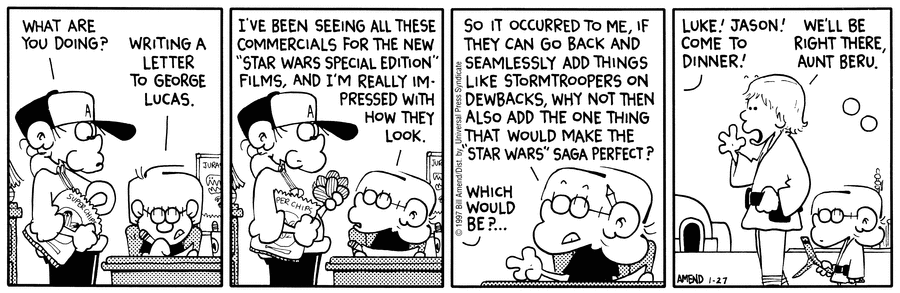 WHAT ARE
YOU DOING?
WRITING A
LETTER
TO GEORGE
LUCAS.
A
SUPER CHIPS
JURA
I'VE BEEN SEEING ALL THESE
COMMERCIALS FOR THE NEW
"STAR WARS SPECIAL EDITION"
FILMS, AND I'M REALLY IM-
PRESSED WITH
HOW THEY
LOOK.
A
PER CHIPS
JUR
SO IT OCCURRED TO ME, IF
THEY CAN GO BACK AND
SEAMLESSLY ADD THINGS
LIKE STORMTROOPERS ON
DEWBACKS, WHY NOT THEN
ALSO ADD THE ONE THING
THAT WOULD MAKE THE
"STAR WARS" SAGA PERFECT?
WHICH
WOULD
BE?...
© 1997 Bill Amend/Dist. by Universal Press Syndicate
LUKE! JASON!
COME TO
DINNER!
WE'LL BE
RIGHT THERE,
AUNT BERU.
AMEND 1-27